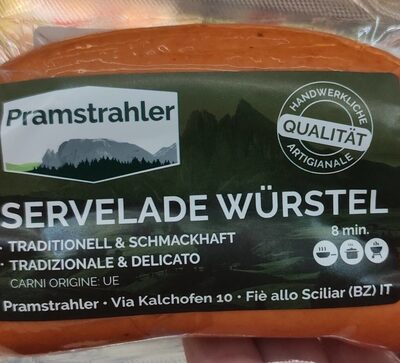 Pramstrahler
HANDWERKLICHE
QUALITÄT
ARTIGIANALE
SERVELADE WÜRSTEL
· TRADITIONELL & SCHMACKHAFT
8 min.
· TRADIZIONALE & DELICATO
CARNI ORIGINE: UE
Pramstrahler · Via Kalchofen 10 · Fiè allo Sciliar (BZ) IT